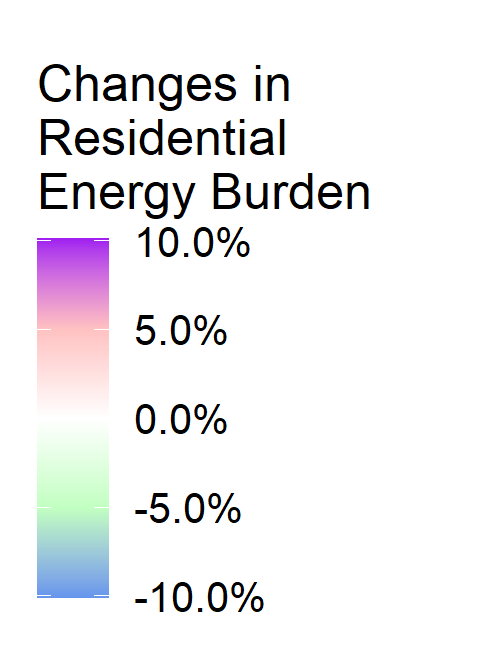 Changes in
Residential
Energy Burden
10.0%
5.0%
0.0%
-5.0%
-10.0%